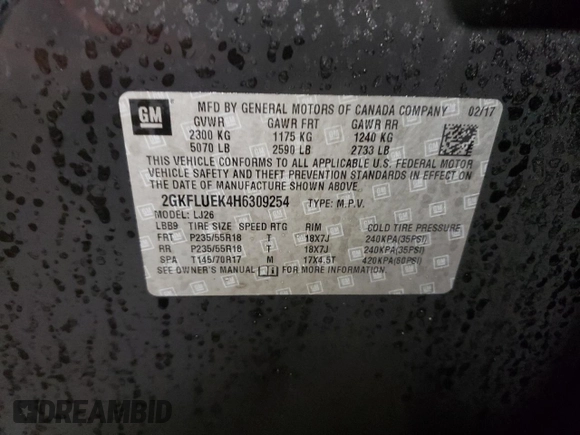 GM
MFD BY GENERAL MOTORS OF CANADA COMPANY 02/17
GVWR GAWR FRT GAWR RR
2300 KG 1175 KG 1240 KG
5070 LB 2590 LB 2733 LB
THIS VEHICLE CONFORMS TO ALL APPLICABLE U.S. FEDERAL MOTOR
VEHICLE SAFETY AND THEFT PREVENTION STANDARDS IN EFFECT
ON THE DATE OF MANUFACTURE SHOWN ABOVE.
2GKFLUEK4H6309254 TYPE: M.P.V.
MODEL: LJ26
LBB9 TIRE SIZE SPEED RTG RIM COLD TIRE PRESSURE
FRT P235/55R18 T 18X7J 240KPA(35PSI)
RR P235/55R18 T 18X7J 240KPA(35PSI)
SPA T145/70R17 M 17X4.5T 420KPA(60PSI)
SEE OWNER'S MANUAL FOR MORE INFORMATION
DREAMBID